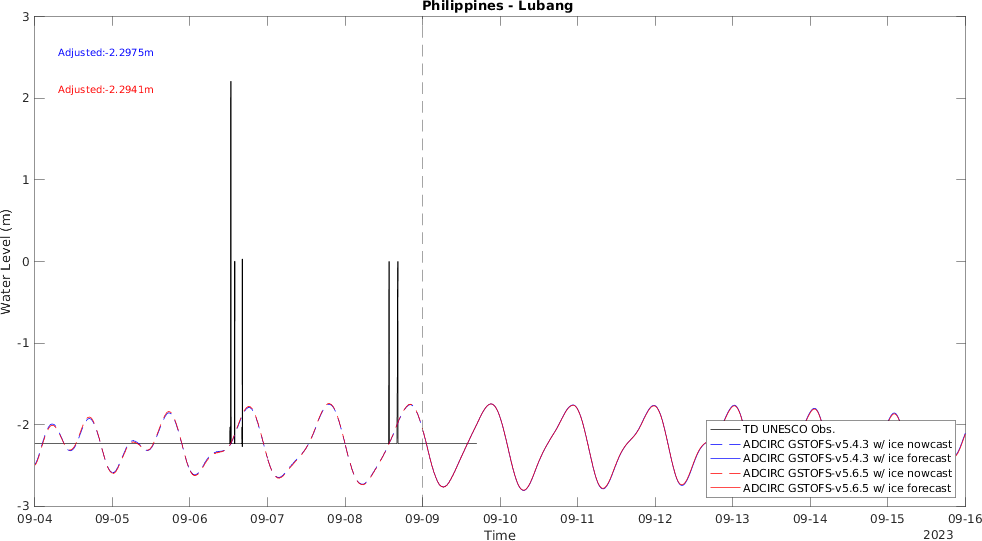 Philippines - Lubang
Adjusted:-2.2975m
Adjusted:-2.2941m
Water Level (m)
3
2
1
0
-1
-2
-3
TD UNESCO Obs.
ADCIRC GSTOFS-v5.4.3 w/ ice nowcast
ADCIRC GSTOFS-v5.4.3 w/ ice forecast
ADCIRC GSTOFS-v5.6.5 w/ ice nowcast
ADCIRC GSTOFS-v5.6.5 w/ ice forecast
09-04 09-05 09-06 09-07 09-08 09-09 09-10 09-11 09-12 09-13 09-14 09-15 09-16
Time
2023